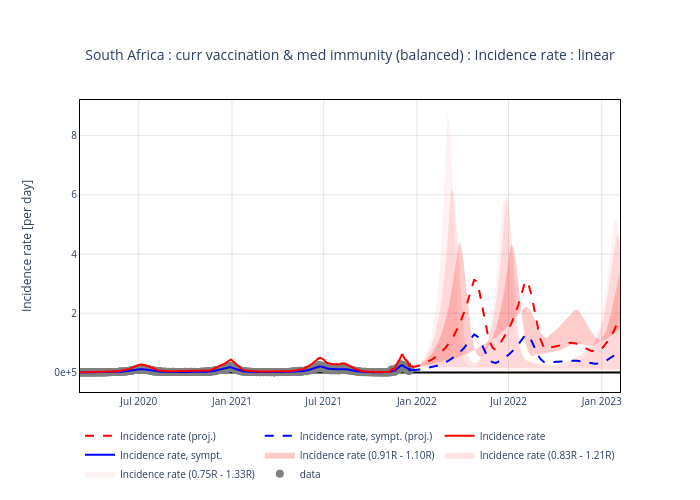 South Africa : curr vaccination & med immunity (balanced) : Incidence rate : linear
Incidence rate [per day]
8
6
4
2
0e+5
Jul 2020
Jan 2021
Jul 2021
Jan 2022
Jul 2022
Jan 2023
Incidence rate (proj.)
Incidence rate, sympt. (proj.)
Incidence rate
Incidence rate, sympt.
Incidence rate (0.91R - 1.10R)
Incidence rate (0.83R - 1.21R)
Incidence rate (0.75R - 1.33R)
data